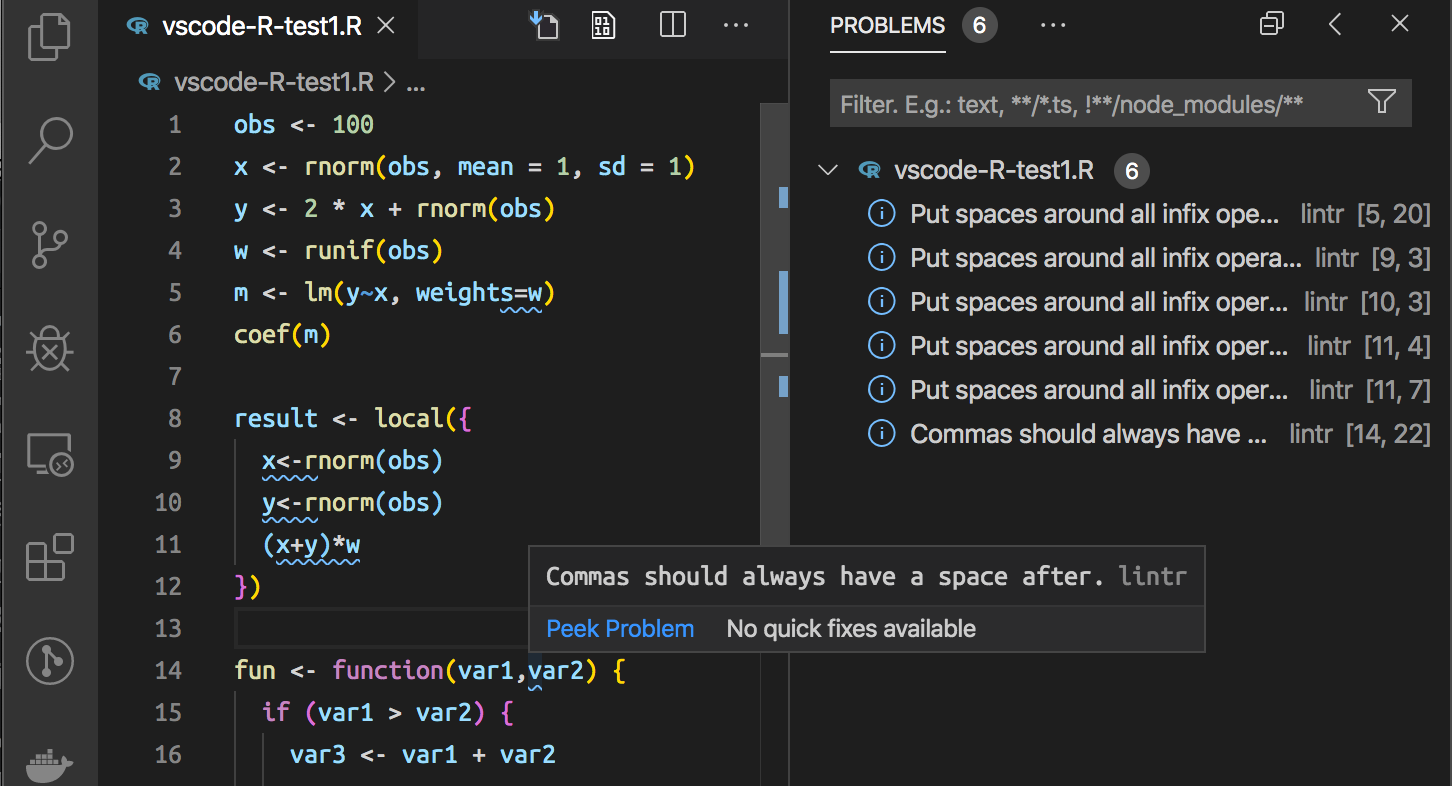 vscode-R-test1.R
vscode-R-test1.R > ...
1 obs <- 100
2 x <- rnorm(obs, mean = 1, sd = 1)
3 y <- 2 * x + rnorm(obs)
4 w <- runif(obs)
5 m <- lm(y~x, weights=w)
6 coef(m)
7
8 result <- local({
9 x<-rnorm(obs)
10 y<-rnorm(obs)
11 (x+y)*w
12 })
13
14 fun <- function(var1,var2) {
15 if (var1 > var2) {
16 var3 <- var1 + var2
Commas should always have a space after. lintr
Peek Problem No quick fixes available
PROBLEMS 6
Filter. E.g.: text, **/*.ts, !**/node_modules/**
vscode-R-test1.R 6
Put spaces around all infix ope... lintr [5, 20]
Put spaces around all infix opera... lintr [9, 3]
Put spaces around all infix oper... lintr [10, 3]
Put spaces around all infix oper... lintr [11, 4]
Put spaces around all infix oper... lintr [11, 7]
Commas should always have ... lintr [14, 22]